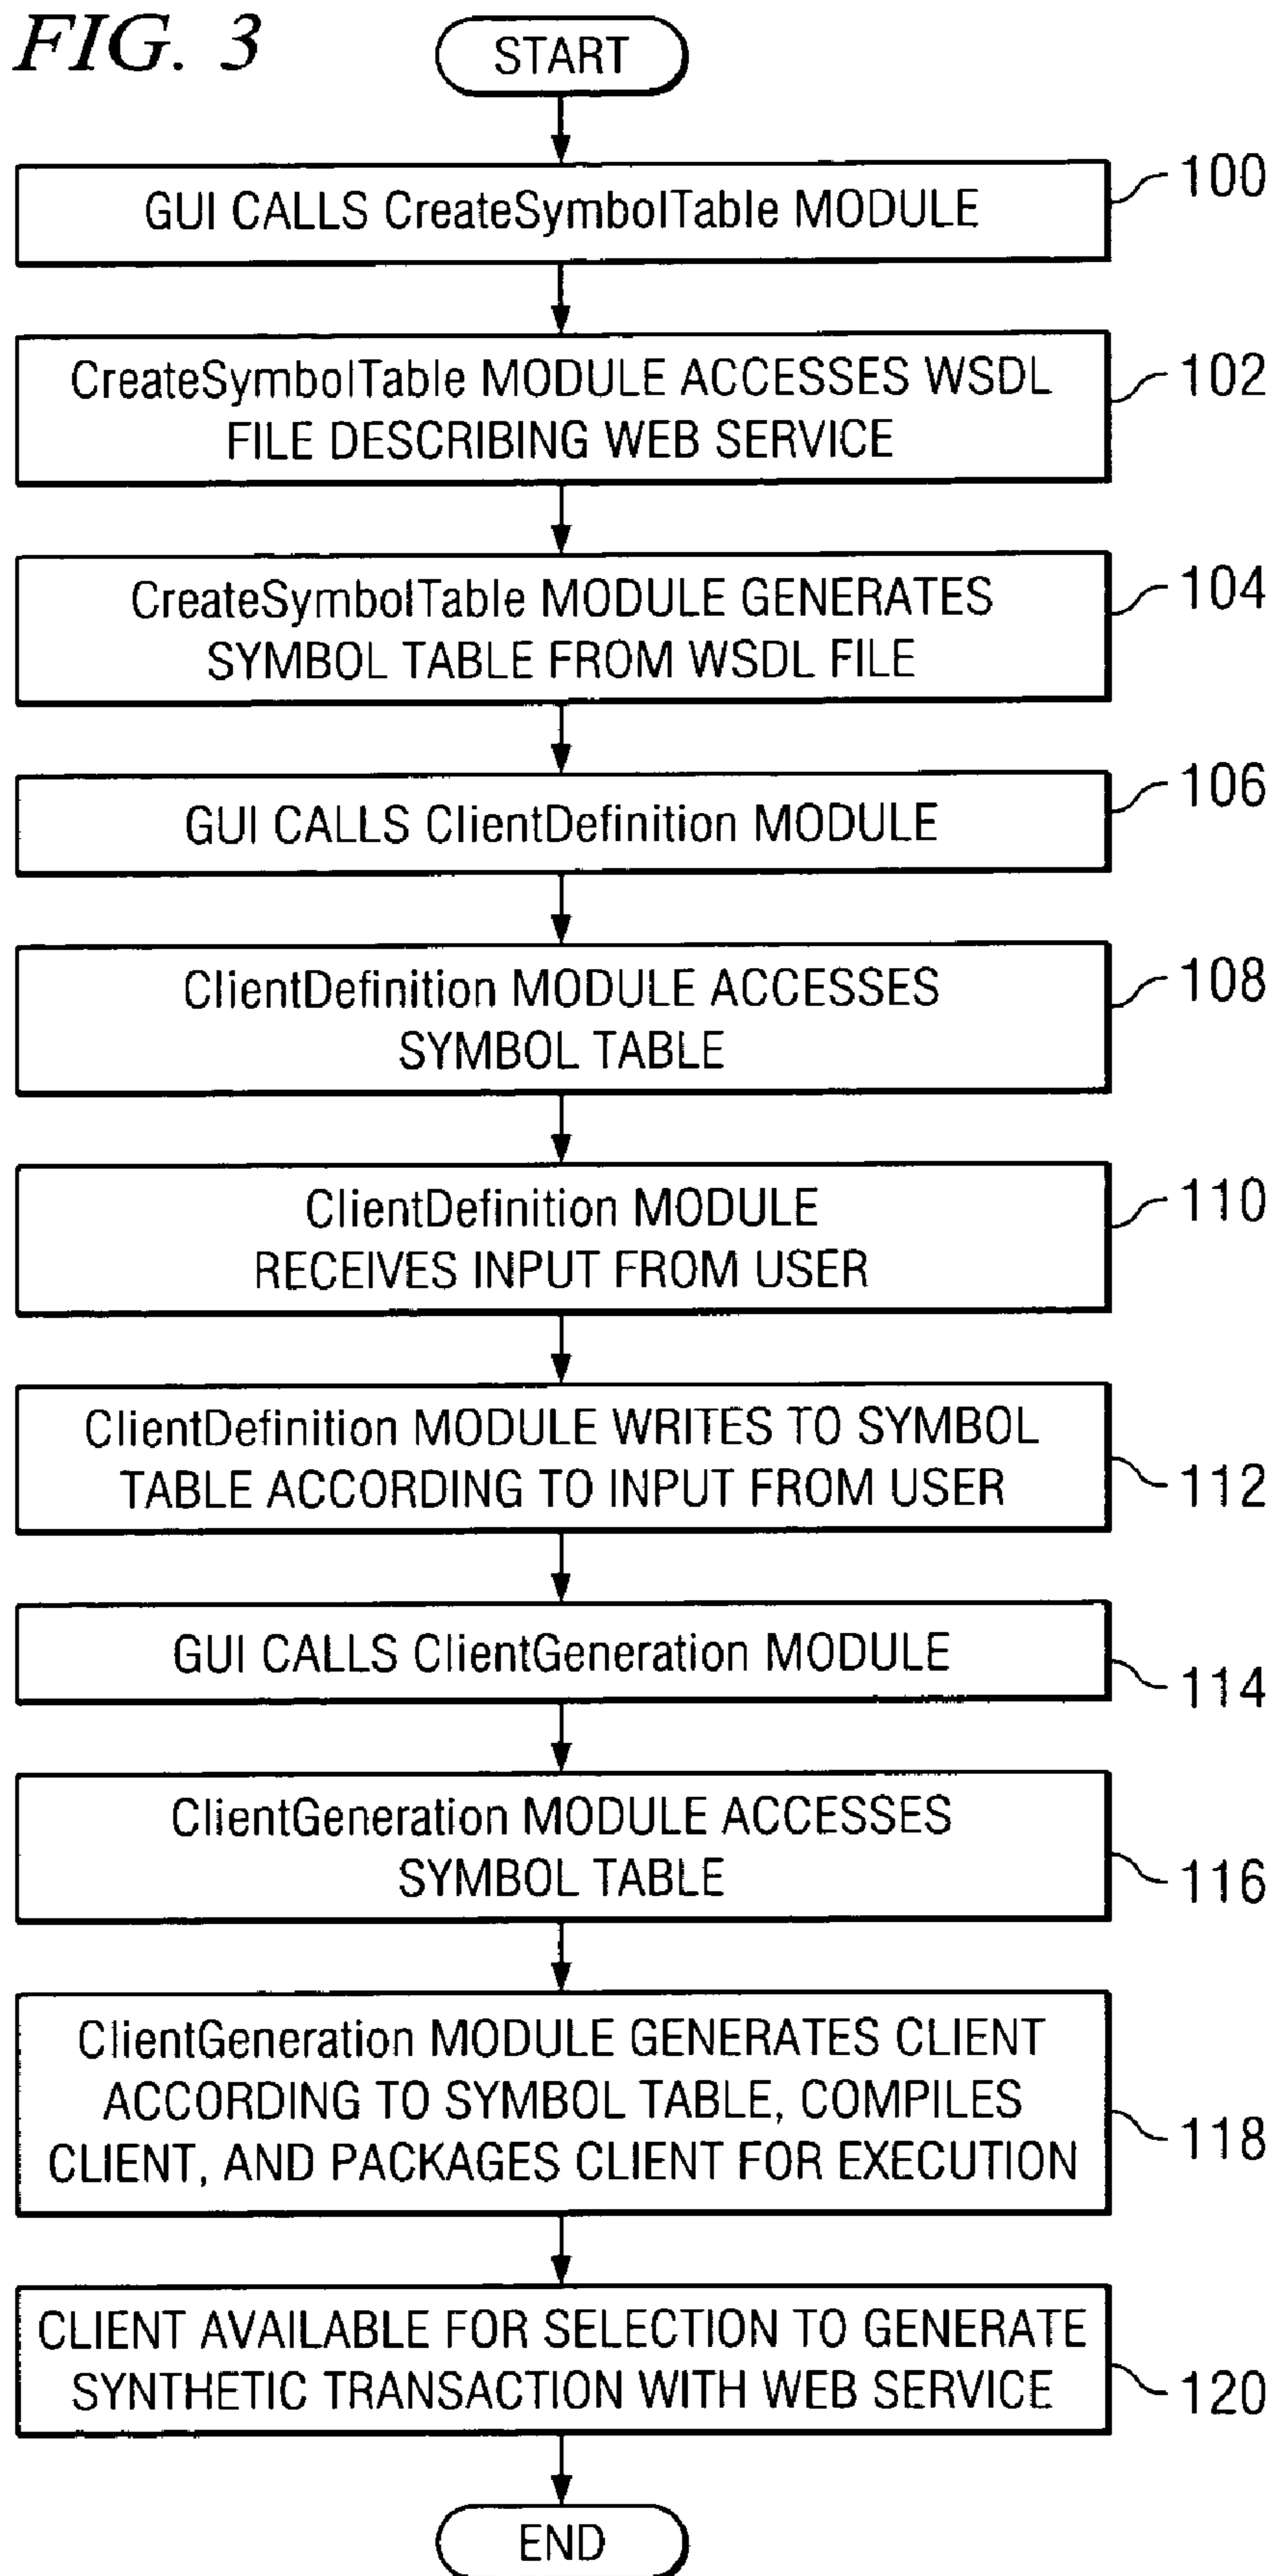 FIG. 3
START
GUI CALLS CreateSymbolTable MODULE
100
CreateSymbolTable MODULE ACCESSES WSDL
FILE DESCRIBING WEB SERVICE
102
CreateSymbolTable MODULE GENERATES
SYMBOL TABLE FROM WSDL FILE
104
GUI CALLS ClientDefinition MODULE
106
ClientDefinition MODULE ACCESSES
SYMBOL TABLE
108
ClientDefinition MODULE
RECEIVES INPUT FROM USER
110
ClientDefinition MODULE WRITES TO SYMBOL
TABLE ACCORDING TO INPUT FROM USER
112
GUI CALLS ClientGeneration MODULE
114
ClientGeneration MODULE ACCESSES
SYMBOL TABLE
116
ClientGeneration MODULE GENERATES CLIENT
ACCORDING TO SYMBOL TABLE, COMPILES
CLIENT, AND PACKAGES CLIENT FOR EXECUTION
118
CLIENT AVAILABLE FOR SELECTION TO GENERATE
SYNTHETIC TRANSACTION WITH WEB SERVICE
120
END